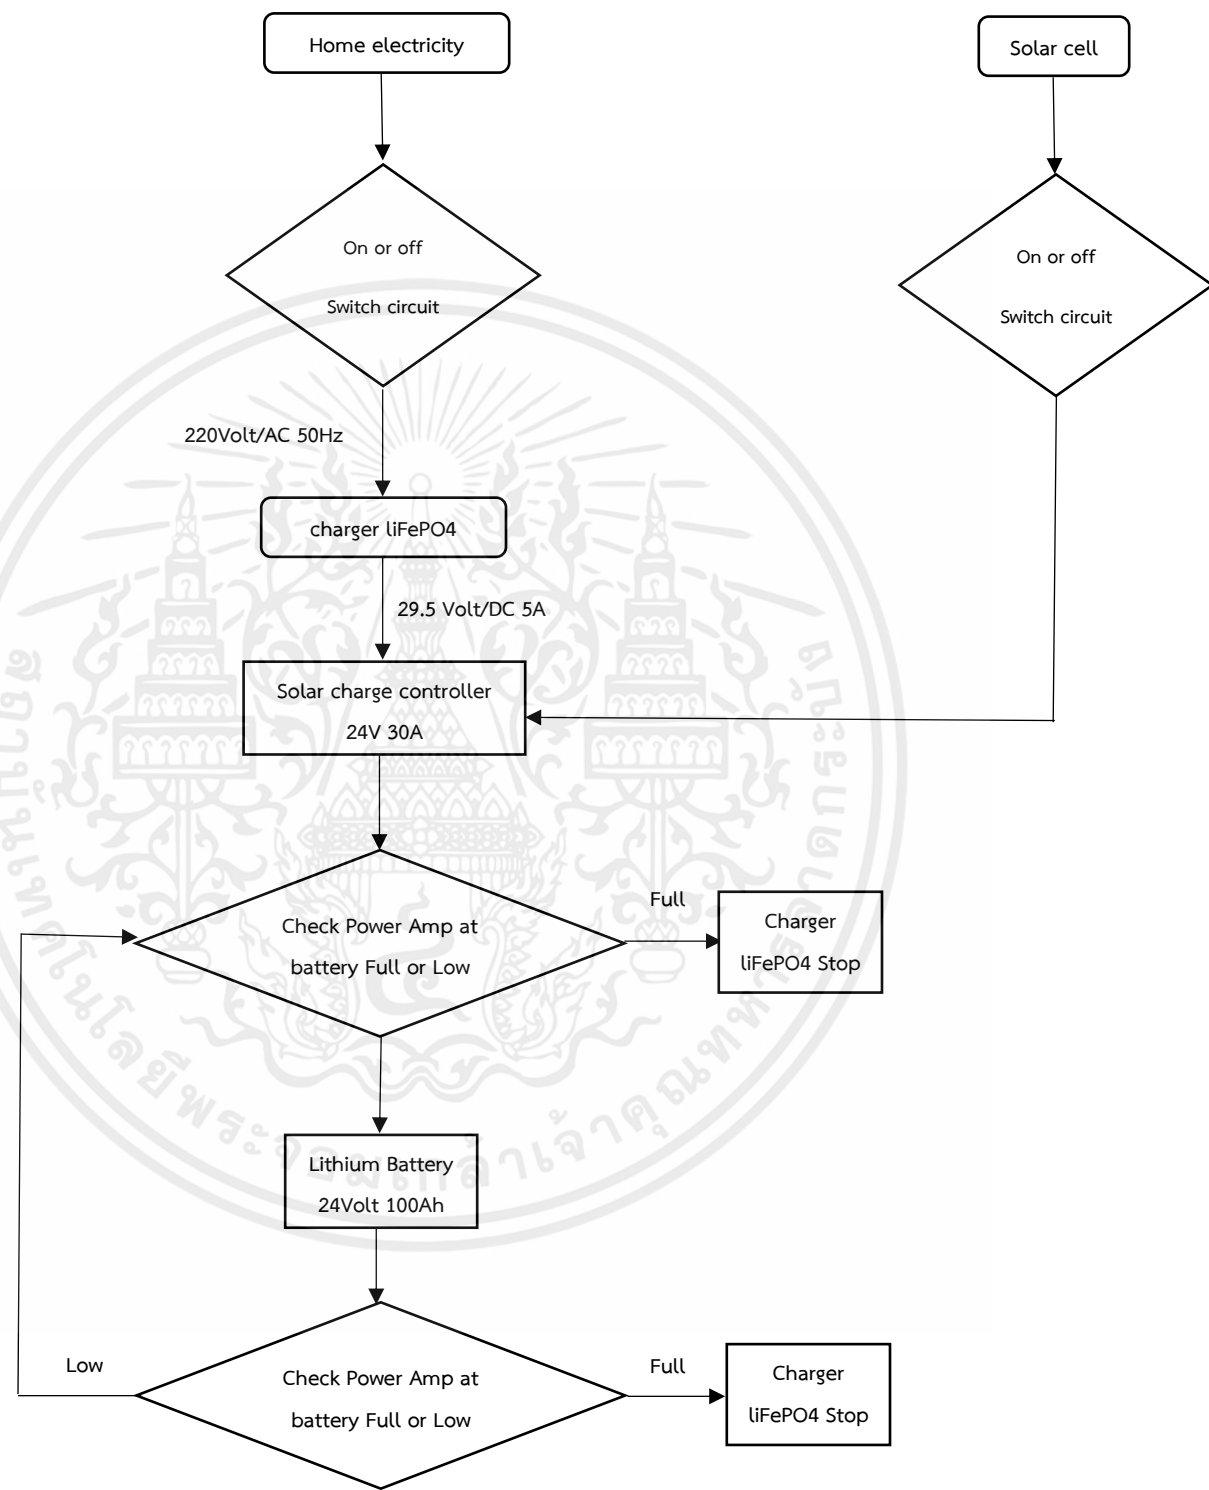 Home electricity
Solar cell
On or off
Switch circuit
On or off
Switch circuit
220Volt/AC 50Hz
charger liFePO4
29.5 Volt/DC 5A
Solar charge controller
24V 30A
Check Power Amp at
battery Full or Low
Full
Charger
liFePO4 Stop
Lithium Battery
24Volt 100Ah
Low
Check Power Amp at
battery Full or Low
Full
Charger
liFePO4 Stop